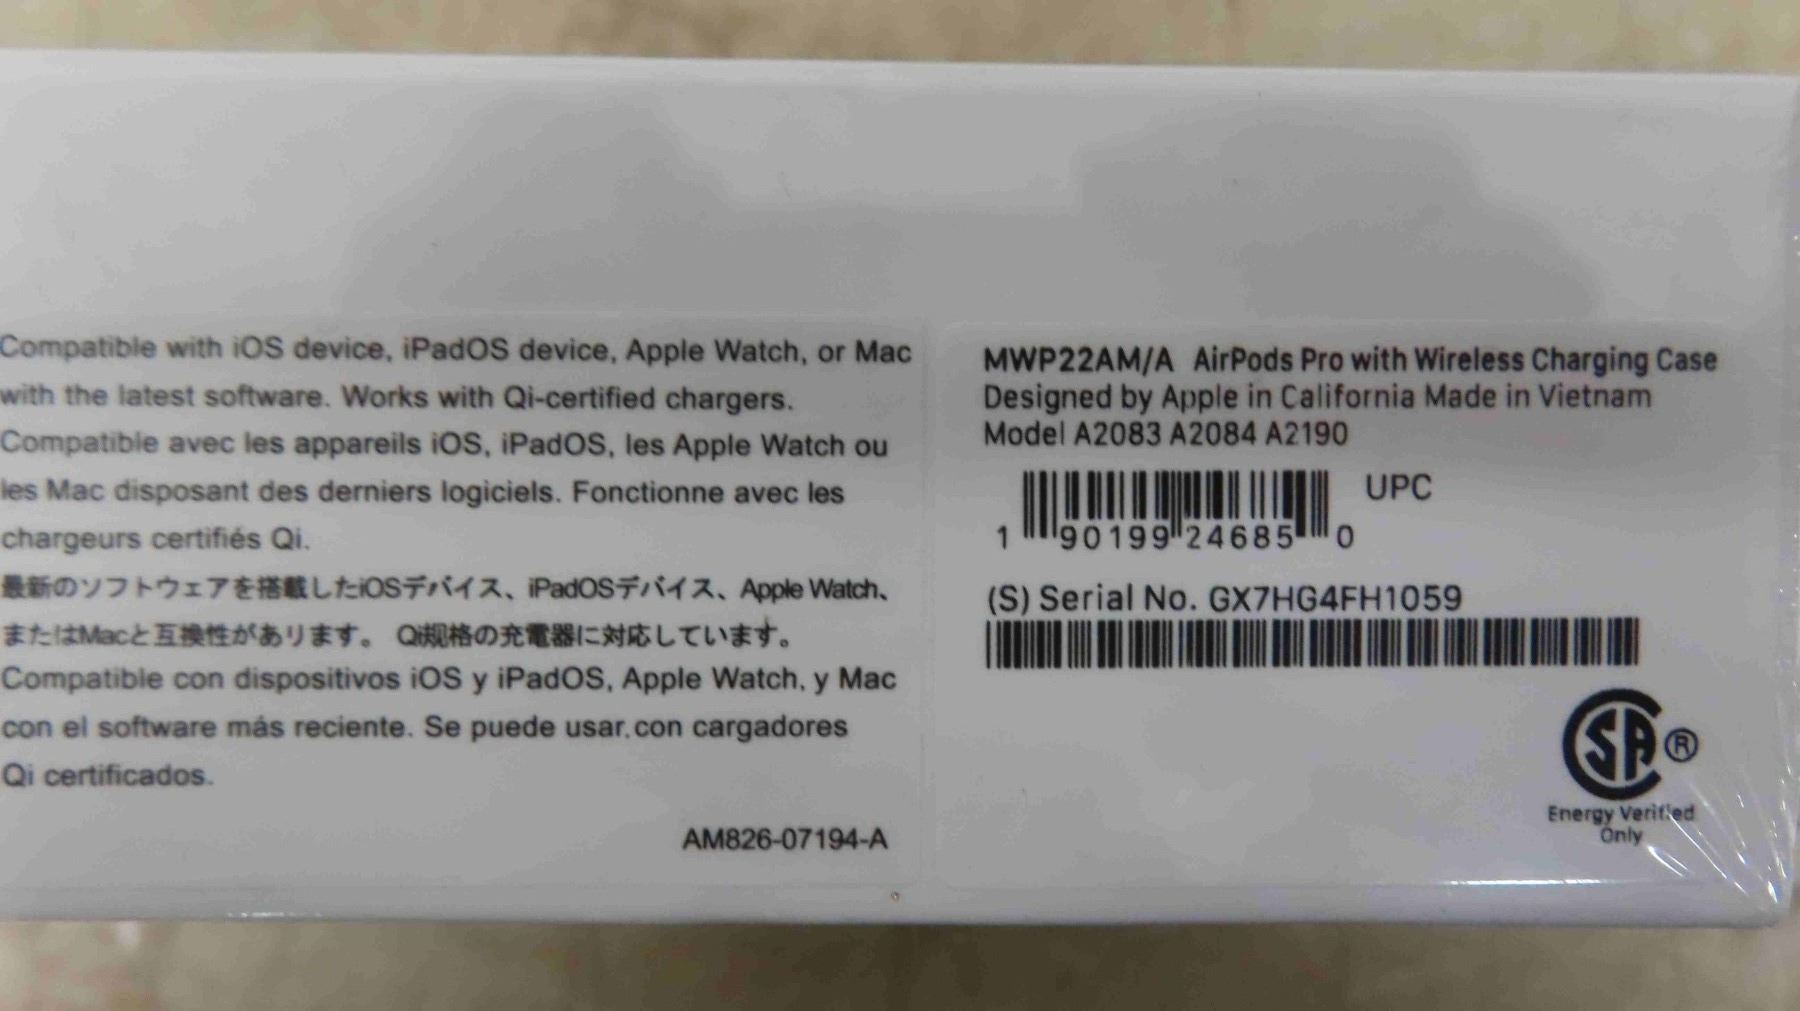 Compatible with iOS device, iPadOS device, Apple Watch, or Mac
with the latest software. Works with Qi-certified chargers.
Compatible avec les appareils iOS, iPadOS, les Apple Watch ou
les Mac disposant des derniers logiciels. Fonctionne avec les
chargeurs certifiés Qi.
最新のソフトウェアを搭載したiOSデバイス、iPadOSデバイス、Apple Watch、
またはMacと互換性があります。 Qi規格の充電器に対応しています。
Compatible con dispositivos iOS y iPadOS, Apple Watch, y Mac
con el software más reciente. Se puede usar con cargadores
Qi certificados.
AM826-07194-A
MWP22AM/A AirPods Pro with Wireless Charging Case
Designed by Apple in California Made in Vietnam
Model A2083 A2084 A2190
UPC
1 90199 24685 0
(S) Serial No. GX7HG4FH1059
SA ®
Energy Verified
Only